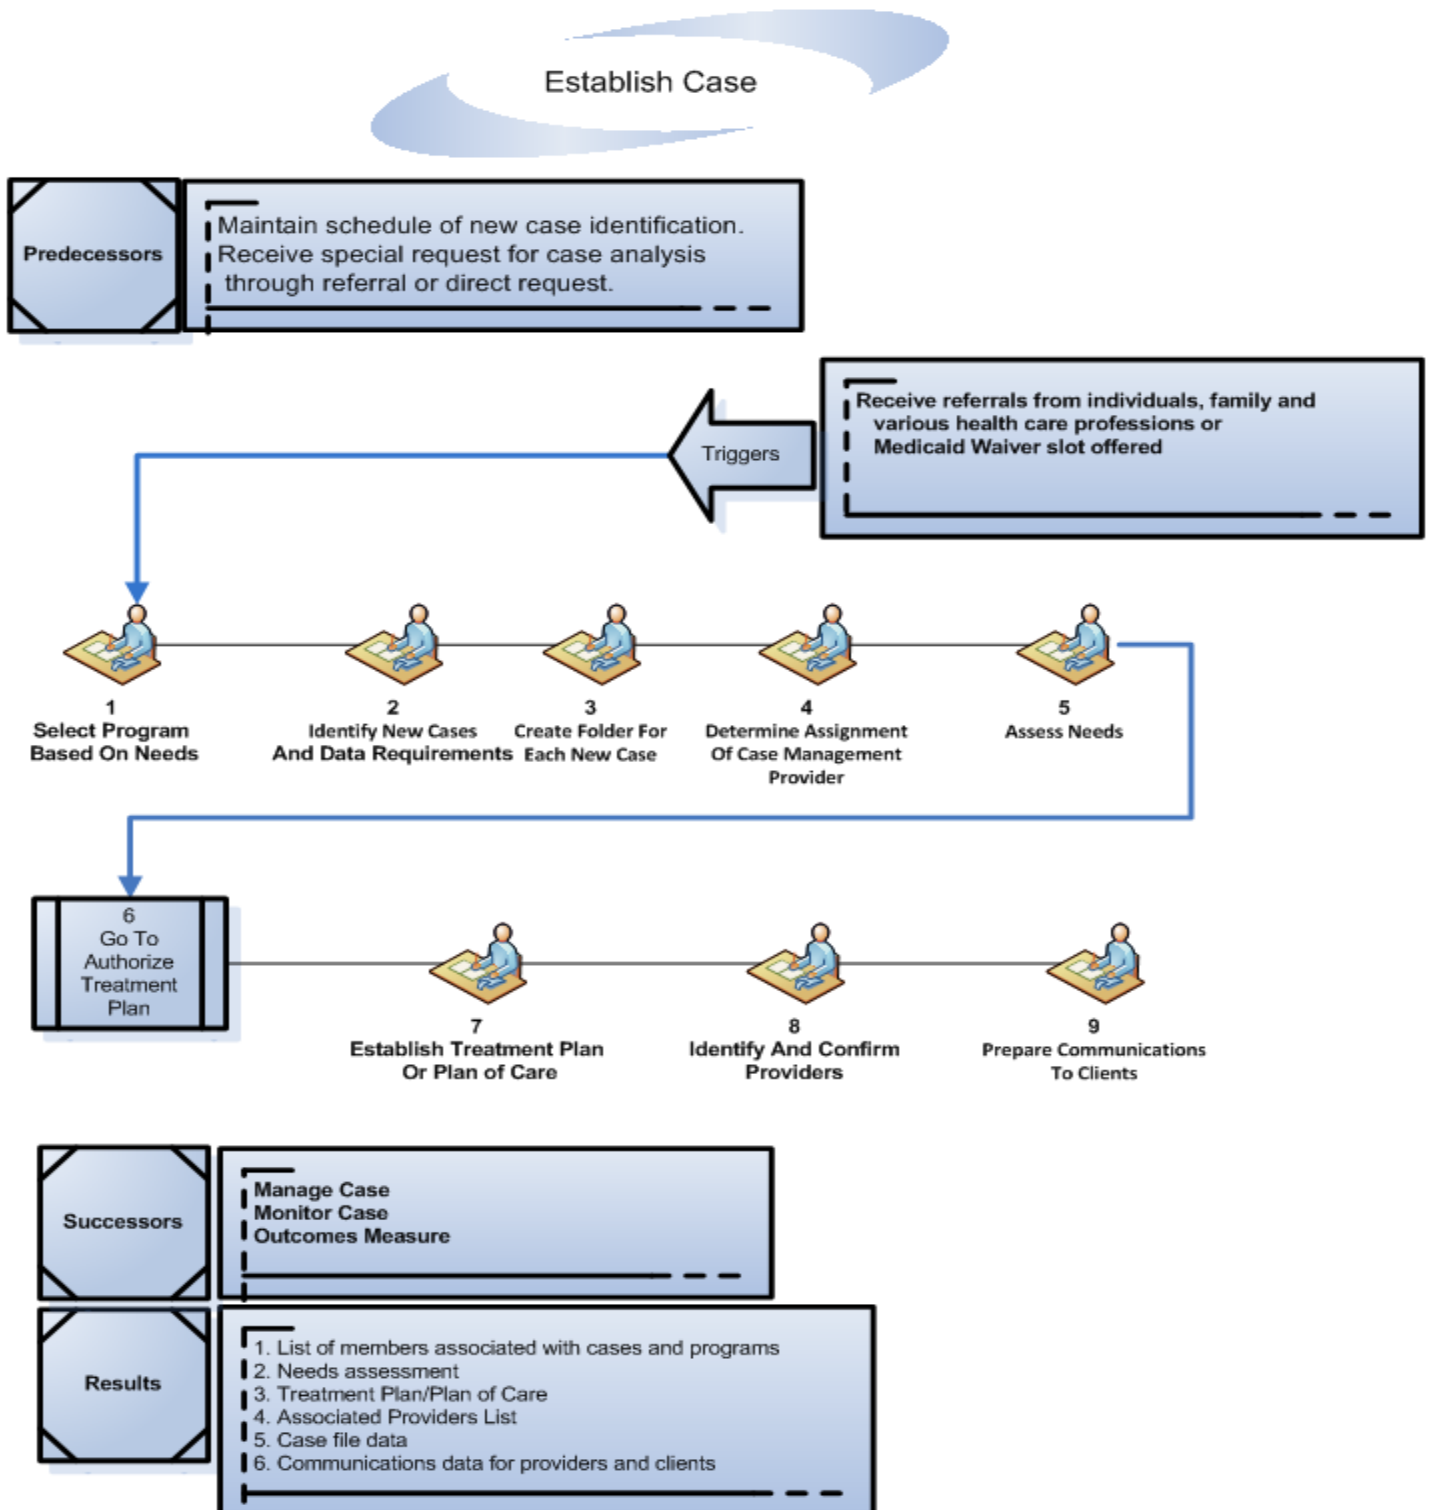 Establish Case
Predecessors
Maintain schedule of new case identification.
Receive special request for case analysis
through referral or direct request.
Triggers
Receive referrals from individuals, family and
various health care professions or
Medicaid Waiver slot offered
1
Select Program
Based On Needs
2
Identify New Cases
And Data Requirements
3
Create Folder For
Each New Case
4
Determine Assignment
Of Case Management
Provider
5
Assess Needs
6
Go To
Authorize
Treatment
Plan
7
Establish Treatment Plan
Or Plan of Care
8
Identify And Confirm
Providers
9
Prepare Communications
To Clients
Successors
Manage Case
Monitor Case
Outcomes Measure
Results
1. List of members associated with cases and programs
2. Needs assessment
3. Treatment Plan/Plan of Care
4. Associated Providers List
5. Case file data
6. Communications data for providers and clients